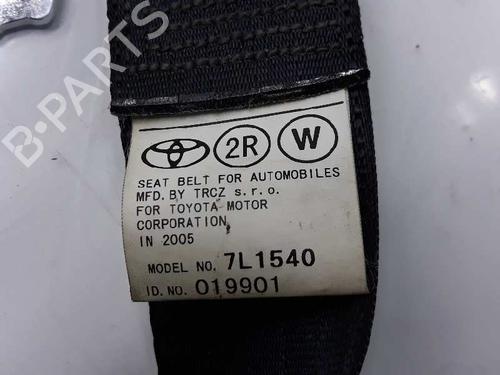 B-PARTS
2R W
SEAT BELT FOR AUTOMOBILES
MFD. BY TRCZ s.r.o.
FOR TOYOTA MOTOR
CORPORATION
IN 2005
MODEL NO. 7L1540
ID. NO. 019901